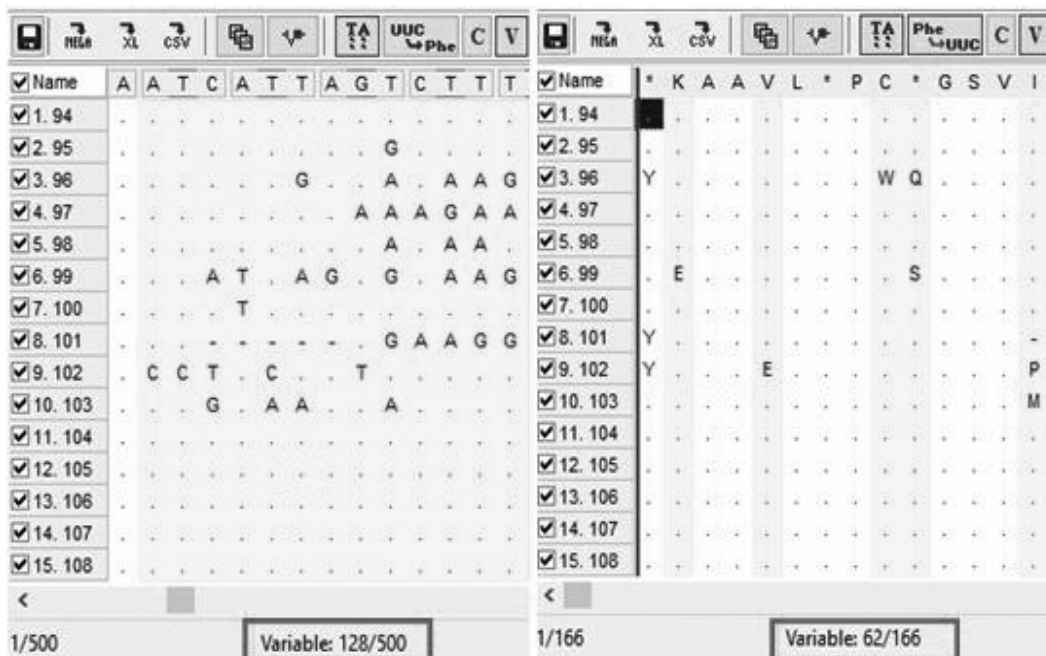 MEGA XL CSV TA UUC Phe C V
Name A A T C A T T A G T C T T T
1. 94 . . . . . . . . . . . . . .
2. 95 . . . . . . . . . G . . . .
3. 96 . . . . . . G . . A . A A G
4. 97 . . . . . . . . A A A G A A
5. 98 . . . . . . . . . A . A A .
6. 99 . . . A T . A G . G . A A G
7. 100 . . . . T . . . . . . . . .
8. 101 . . . - - - - - . G A A G G
9. 102 . C C T . C . . T . . . . .
10. 103 . . . G . A A . . A . . . .
11. 104 . . . . . . . . . . . . . .
12. 105 . . . . . . . . . . . . . .
13. 106 . . . . . . . . . . . . . .
14. 107 . . . . . . . . . . . . . .
15. 108 . . . . . . . . . . . . . .
1/500 Variable: 128/500
MEGA XL CSV TA Phe UUC C V
Name * K A A V L * P C * G S V I
1. 94 . . . . . . . . . . . . . .
2. 95 . . . . . . . . . . . . . .
3. 96 Y . . . . . . . W Q . . . .
4. 97 . . . . . . . . . . . . . .
5. 98 . . . . . . . . . . . . . .
6. 99 . E . . . . . . . S . . . .
7. 100 . . . . . . . . . . . . . .
8. 101 Y . . . . . . . . . . . . -
9. 102 Y . . . E . . . . . . . . P
10. 103 . . . . . . . . . . . . . M
11. 104 . . . . . . . . . . . . . .
12. 105 . . . . . . . . . . . . . .
13. 106 . . . . . . . . . . . . . .
14. 107 . . . . . . . . . . . . . .
15. 108 . . . . . . . . . . . . . .
1/166 Variable: 62/166